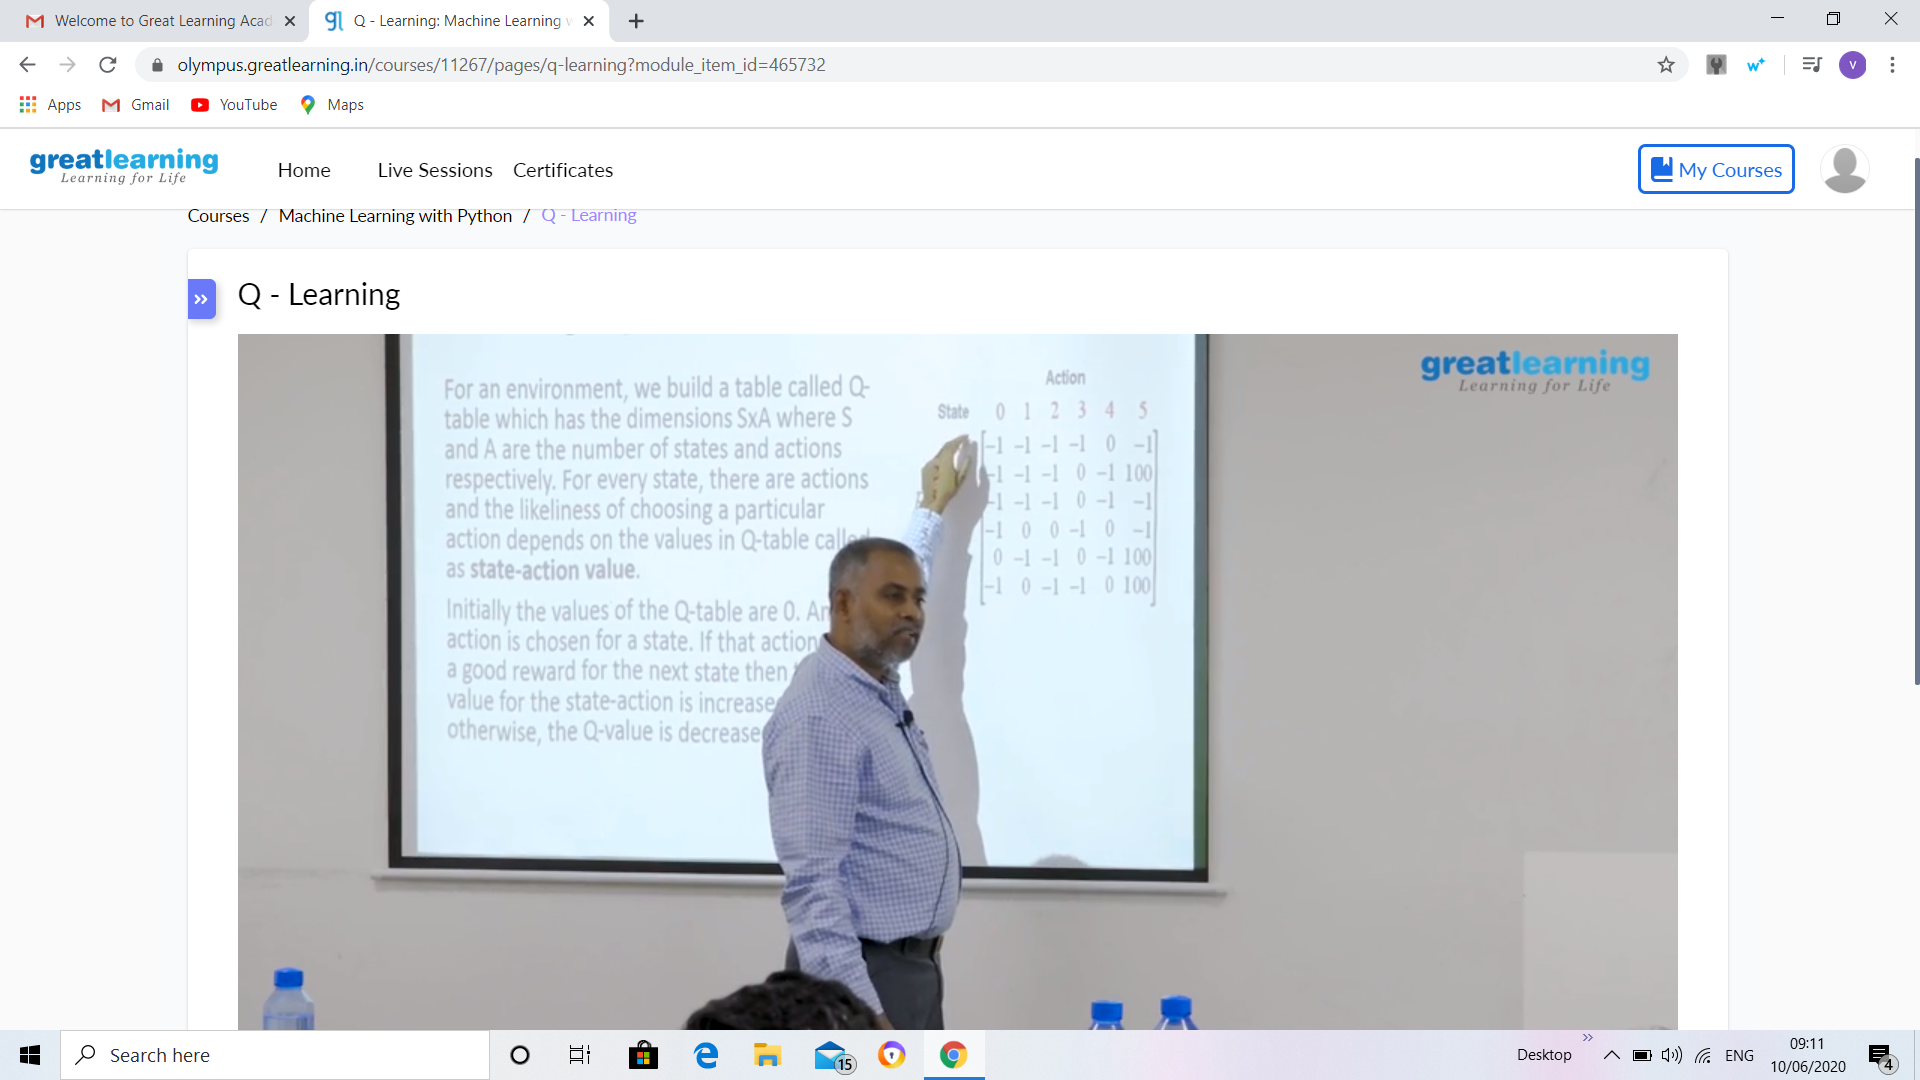 Welcome to Great Learning Acad
Q - Learning: Machine Learning w
olympus.greatlearning.in/courses/11267/pages/q-learning?module_item_id=465732
w+
V
Apps
Gmail
YouTube
Maps
greatlearning
Learning for Life
Home
Live Sessions
Certificates
My Courses
Courses / Machine Learning with Python / Q - Learning
Q - Learning
greatlearning
Learning for Life
For an environment, we build a table called Q-
table which has the dimensions SxA where S
and A are the number of states and actions
respectively. For every state, there are actions
and the likeliness of choosing a particular
action depends on the values in Q-table called
as state-action value.
Initially the values of the Q-table are 0. An
action is chosen for a state. If that action
a good reward for the next state then
value for the state-action is increase
otherwise, the Q-value is decrease
Action
State 0 1 2 3 4 5
-1 -1 -1 -1 0 -1
-1 -1 -1 0 -1 100
-1 -1 -1 0 -1 -1
-1 0 0 -1 0 -1
0 -1 -1 0 -1 100
-1 0 -1 -1 0 100
Search here
15
Desktop
ENG
09:11
10/06/2020
4